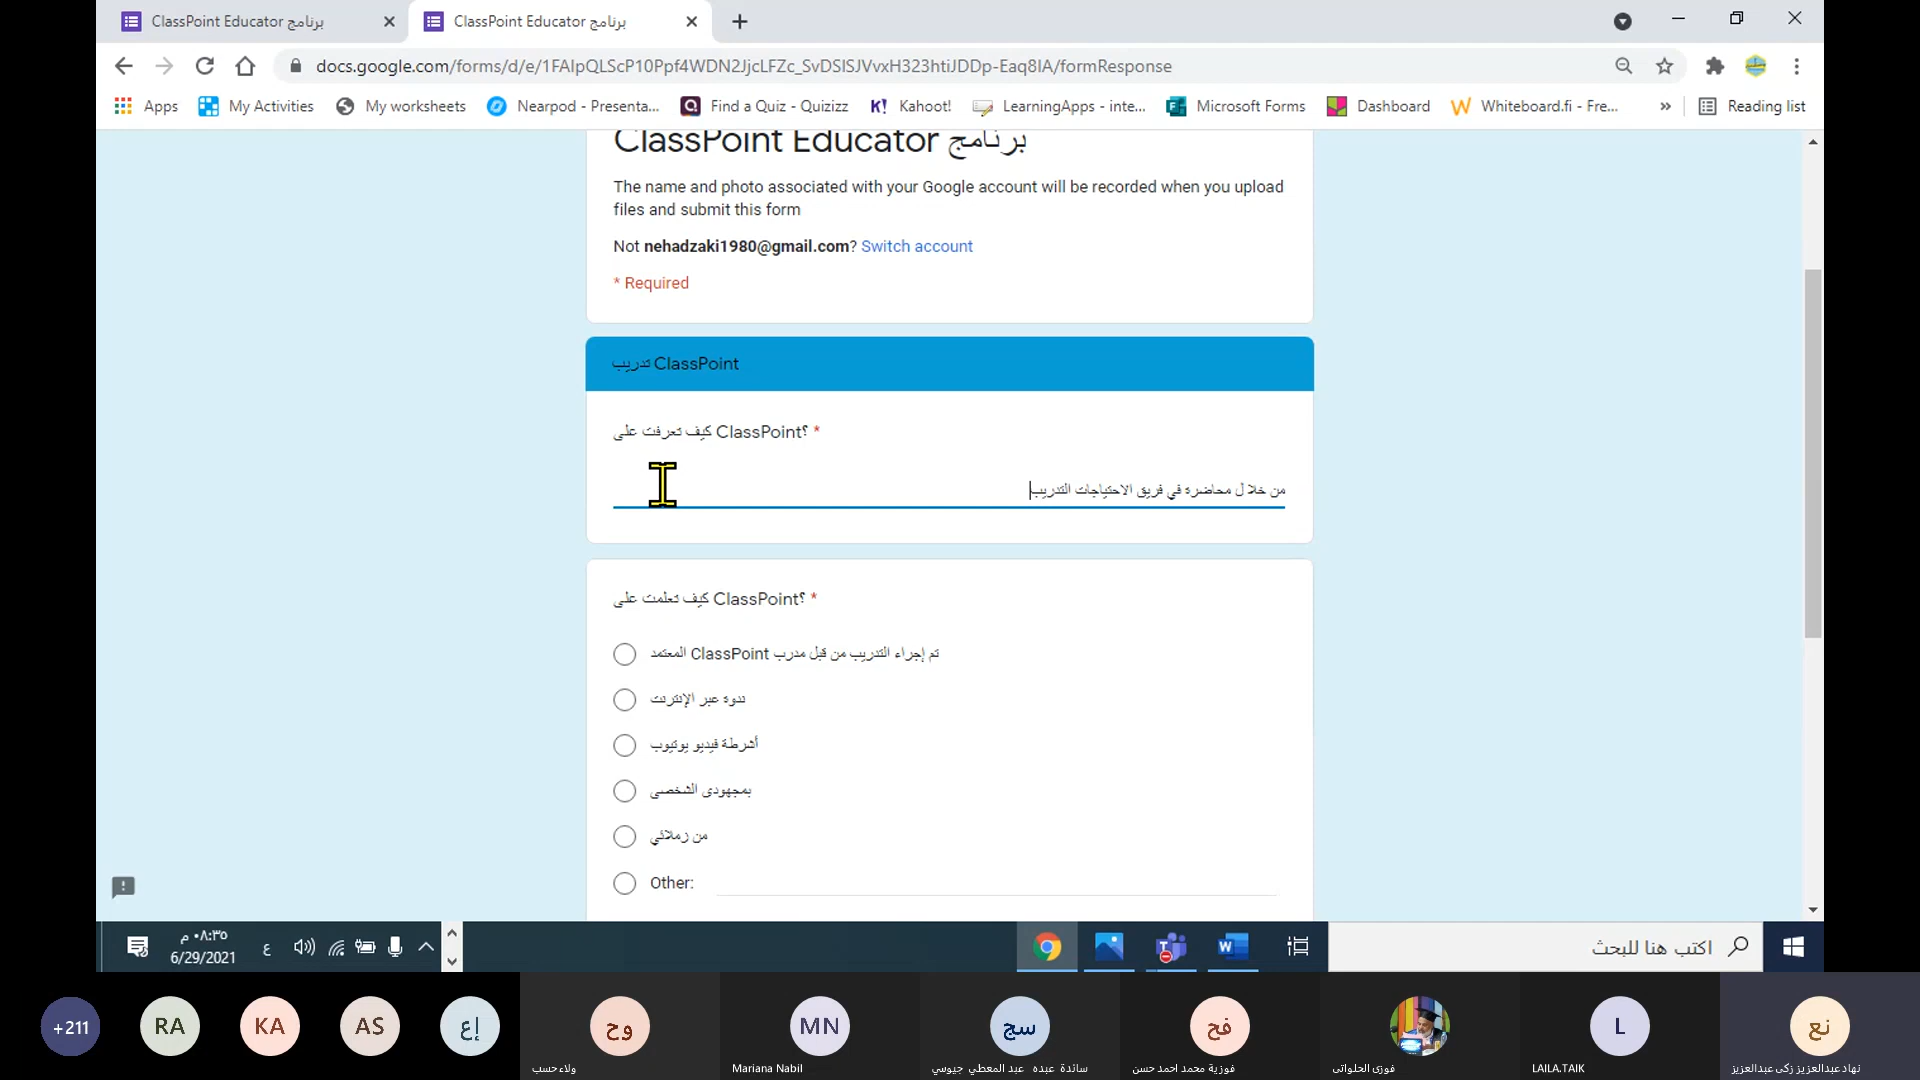 ClassPoint Educator برنامج
ClassPoint Educator برنامج
docs.google.com/forms/d/e/1FAIpQLScP10Ppf4WDN2JjcLFZc_SvDSlSJVvxH323htiJDDp-Eaq8IA/formResponse
Apps
My Activities
My worksheets
Nearpod - Presenta...
Find a Quiz - Quizizz
K! Kahoot!
LearningApps - inte...
Microsoft Forms
Dashboard
Whiteboard.fi - Fre...
»
Reading list
ClassPoint Educator برنامج
The name and photo associated with your Google account will be recorded when you upload
files and submit this form
Not nehadzaki1980@gmail.com? Switch account
* Required
تدريب ClassPoint
كيف تعرفت على ClassPoint؟ *
من خلا ل محاضرة في فريق الاحتياجات التدريب
كيف تعلمت على ClassPoint؟ *
تم إجراء التدريب من قبل مدرب ClassPoint المعتمد
ندوة عبر الإنترنت
أشرطة فيديو يوتيوب
بمجهودى الشخصى
من زملائي
Other:
٠٨:٣٥ م
6/29/2021
ع
اكتب هنا للبحث
+211
RA
KA
AS
إع
وح
ولاء حسب
MN
Mariana Nabil
سج
سائدة عبده عبد المعطي جيوسي
فح
فوزية محمد احمد حسن
فوزى الحلواتى
L
LAILA.TAIK
نع
نهاد عبدالعزيز زكى عبدالعزيز